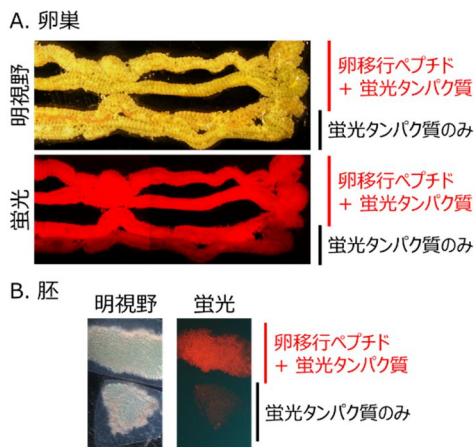 A. 卵巣
明視野
卵移行ペプチド
+ 蛍光タンパク質
蛍光タンパク質のみ
蛍光
卵移行ペプチド
+ 蛍光タンパク質
蛍光タンパク質のみ
B. 胚
明視野 蛍光
卵移行ペプチド
+ 蛍光タンパク質
蛍光タンパク質のみ